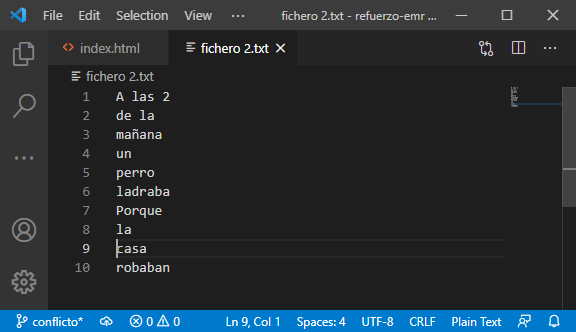 File Edit ··· fichero 2.txt - refuerzo-emr ...
index.html fichero 2.txt
fichero 2.txt
1 A las 2
2 de la
3 mañana
4 un
5 perro
6 ladraba
7 Porque
8 la
9 casa
10 robaban
conflicto* 0 0 Ln 9, Col 1 Spaces: 4 UTF-8 CRLF Plain Text